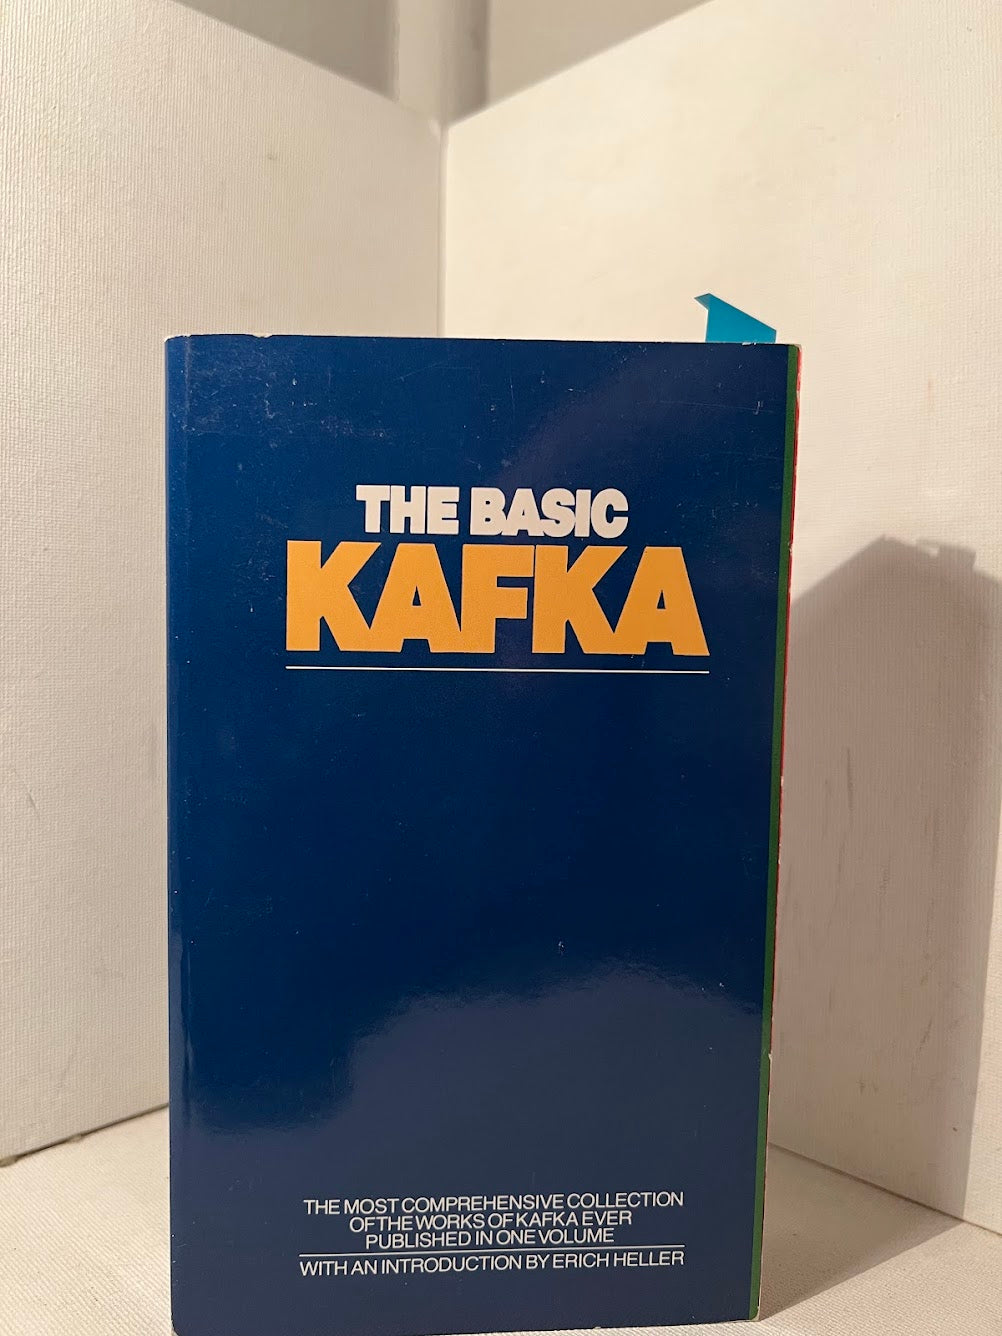 THE BASIC
KAFKA
THE MOST COMPREHENSIVE COLLECTION
OF THE WORKS OF KAFKA EVER
PUBLISHED IN ONE VOLUME
WITH AN INTRODUCTION BY ERICH HELLER